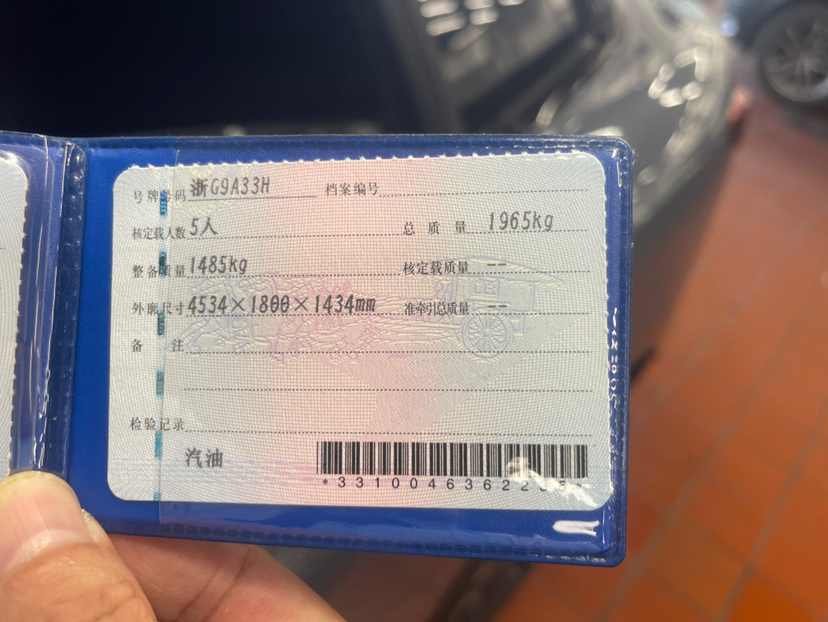 号牌号码 浙G9A33H 档案编号
核定载人数 5人 总质量 1965kg
整备质量 1485kg 核定载质量 --
外廓尺寸 4534×1800×1434mm 准牵引总质量 --
备注
检验记录
汽油